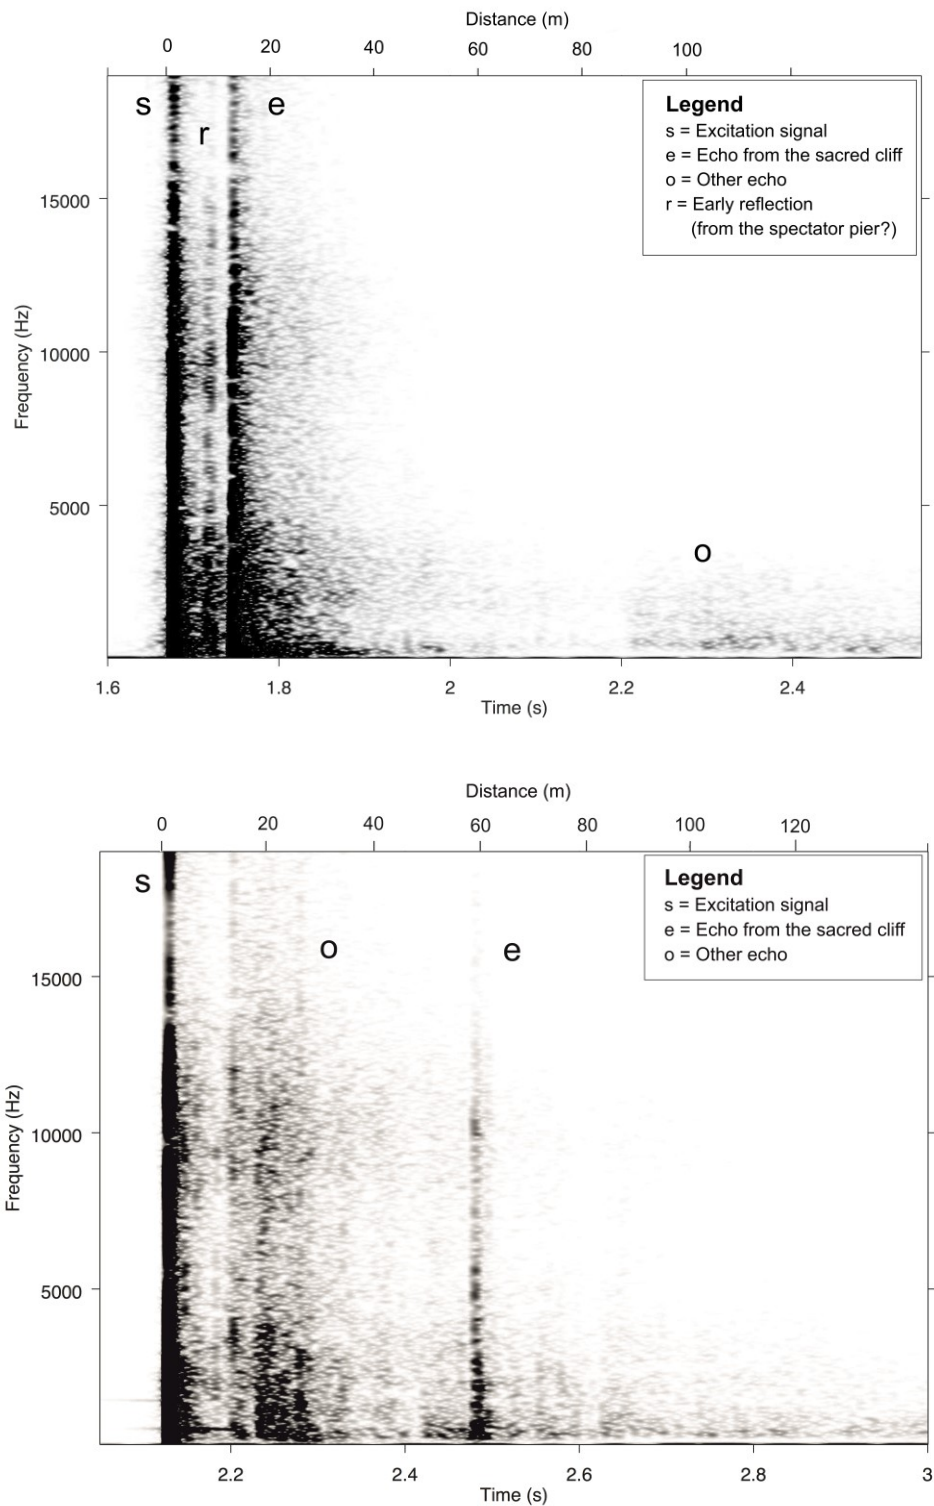 Distance (m)
0 20 40 60 80 100
s
r
e
Legend
s = Excitation signal
e = Echo from the sacred cliff
o = Other echo
r = Early reflection
(from the spectator pier?)
15000
10000
5000
Frequency (Hz)
o
1.6 1.8 2 2.2 2.4
Time (s)
Distance (m)
0 20 40 60 80 100 120
s
o
e
Legend
s = Excitation signal
e = Echo from the sacred cliff
o = Other echo
15000
10000
5000
Frequency (Hz)
2.2 2.4 2.6 2.8 3
Time (s)